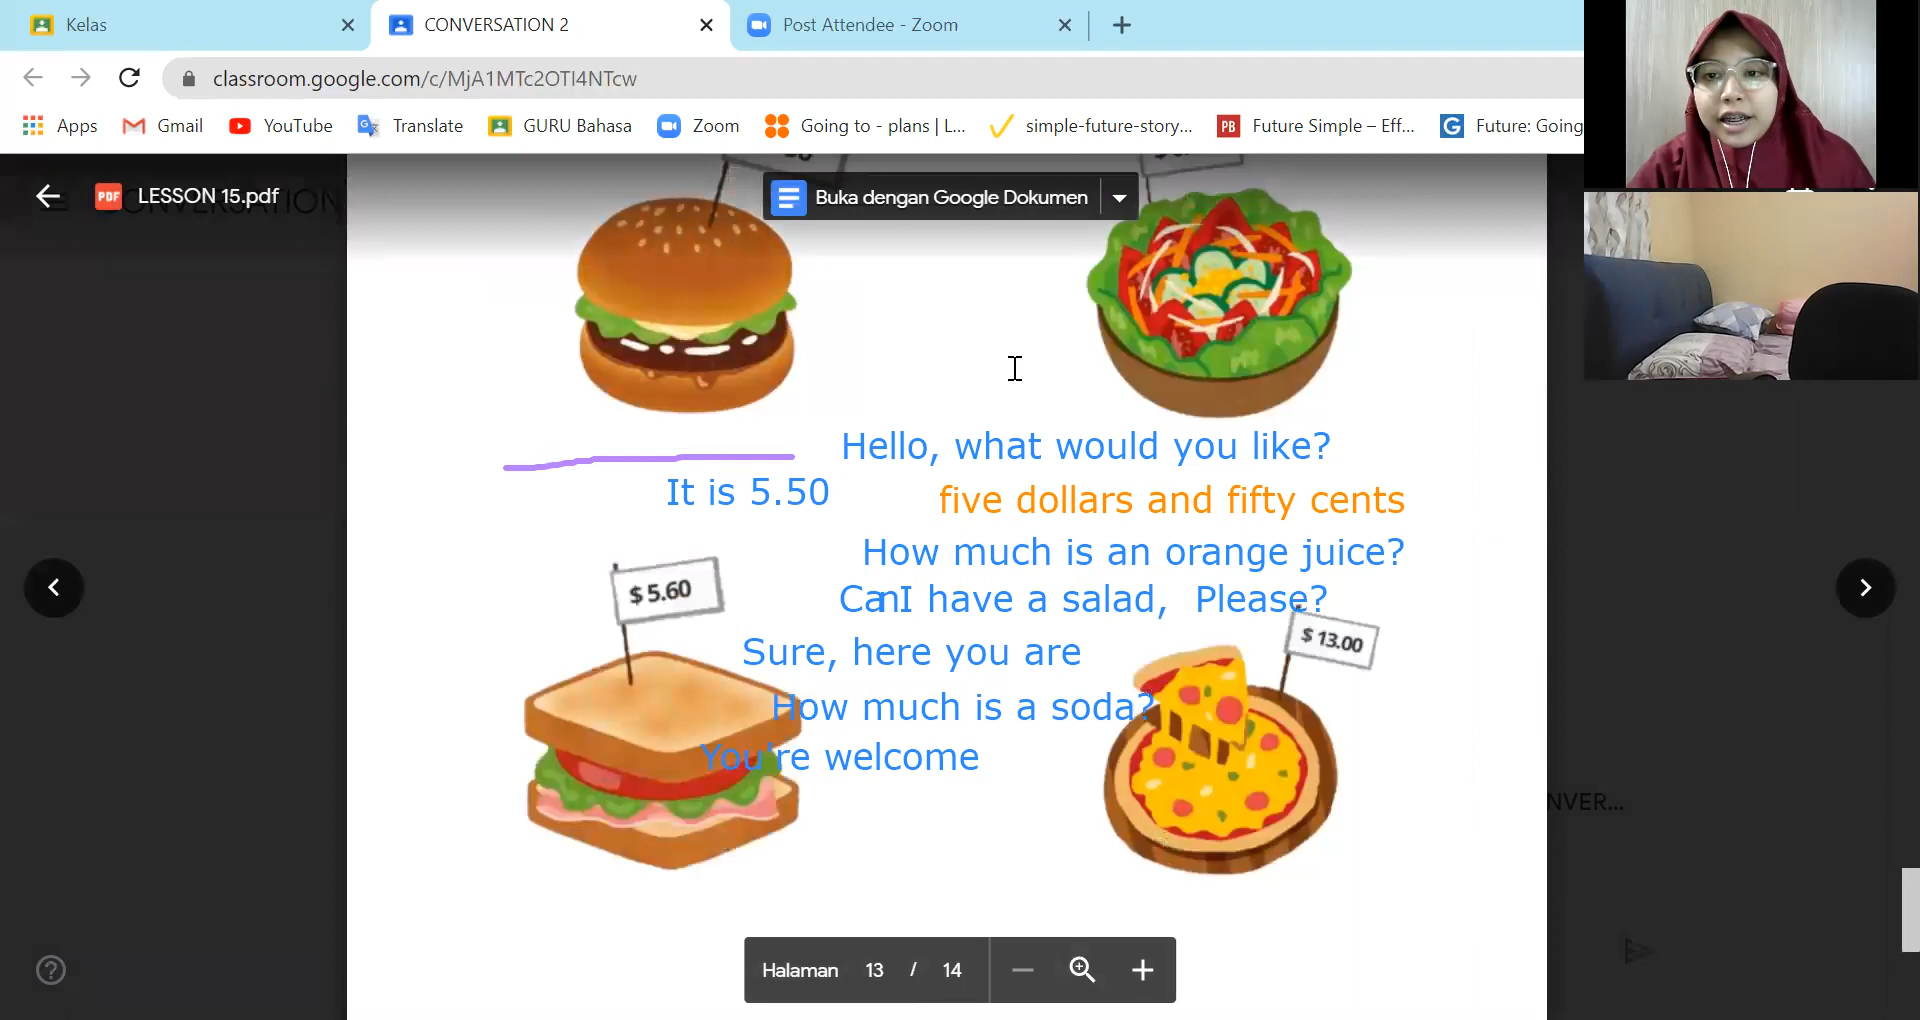 Kelas
CONVERSATION 2
Post Attendee - Zoom
classroom.google.com/c/MjA1MTc2OTI4NTcw
Apps
Gmail
YouTube
Translate
GURU Bahasa
Zoom
Going to - plans | L...
simple-future-story...
Future Simple – Eff...
Future: Going
PDF LESSON 15.pdf
Buka dengan Google Dokumen
Hello, what would you like?
It is 5.50
five dollars and fifty cents
How much is an orange juice?
CanI have a salad, Please?
$ 5.60
$ 13.00
Sure, here you are
How much is a soda?
You're welcome
NVER...
Halaman 13 / 14